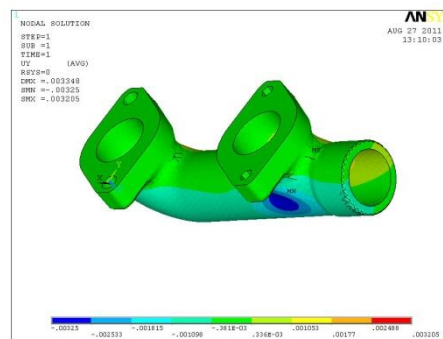 1
NODAL SOLUTION
ANSYS
STEP=1
SUB =1
TIME=1
UY (AVG)
RSYS=0
DMX =.003348
SMN =-.00325
SMX =.003205
AUG 27 2011
13:10:03
MX
MN
-.00325
-.002533
-.001815
-.001098
-.381E-03
.336E-03
.001053
.00177
.002488
.003205